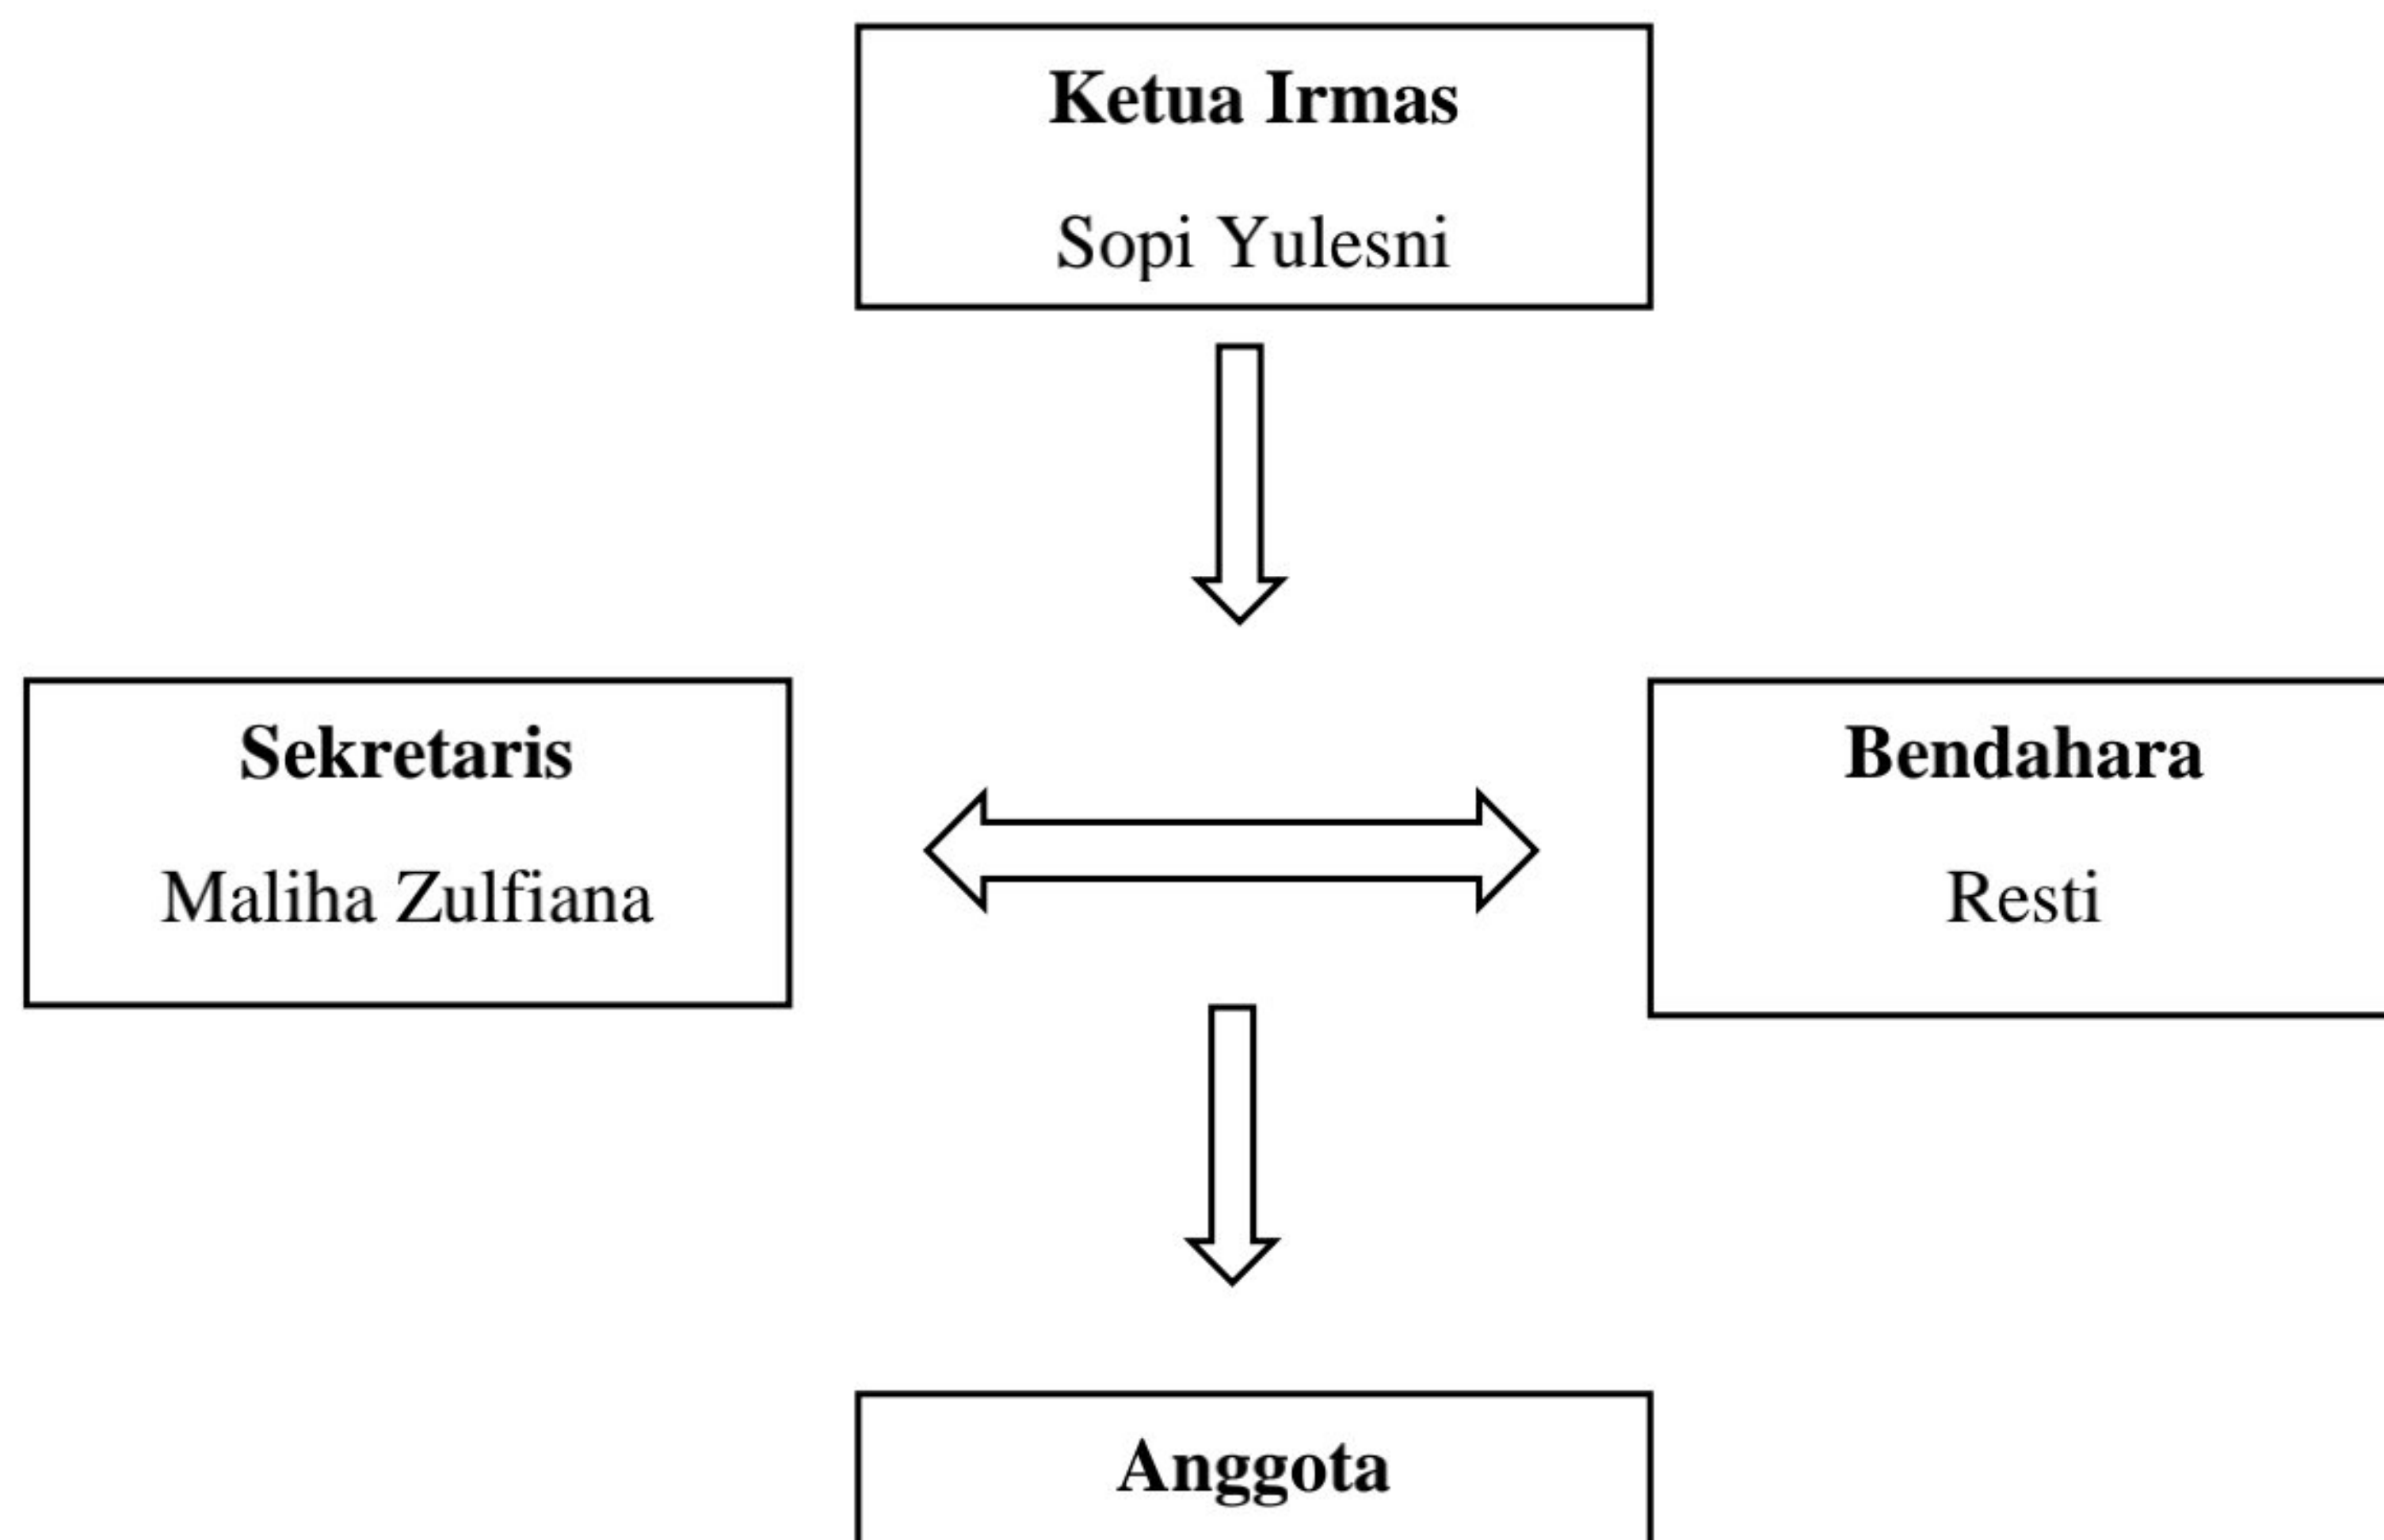 Ketua Irmas
Sopi Yulesni
Sekretaris
Maliha Zulfiana
Bendahara
Resti
Anggota